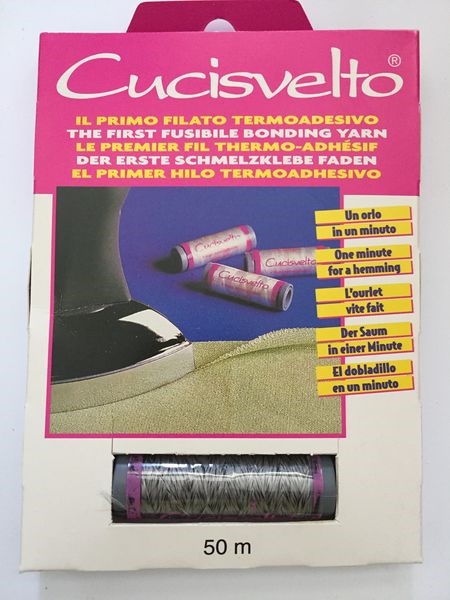 Cucisvelto®
IL PRIMO FILATO TERMOADESIVO
THE FIRST FUSIBILE BONDING YARN
LE PREMIER FIL THERMO-ADHÉSIF
DER ERSTE SCHMELZKLEBE FADEN
EL PRIMER HILO TERMOADHESIVO
Un orlo
in un minuto
One minute
for a hemming
L'ourlet
vite fait
Der Saum
in einer Minute
El dobladillo
en un minuto
Cucisvelto
Cucisvelto
Cucisvelto
50 m